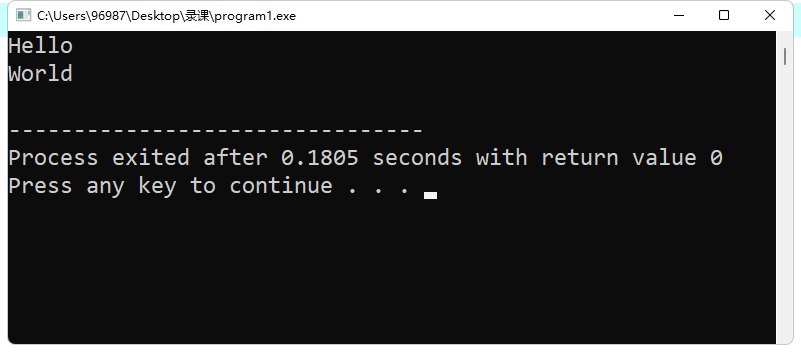 C:\Users\96987\Desktop\录课\program1.exe
Hello
World
--------------------------------
Process exited after 0.1805 seconds with return value 0
Press any key to continue . . .